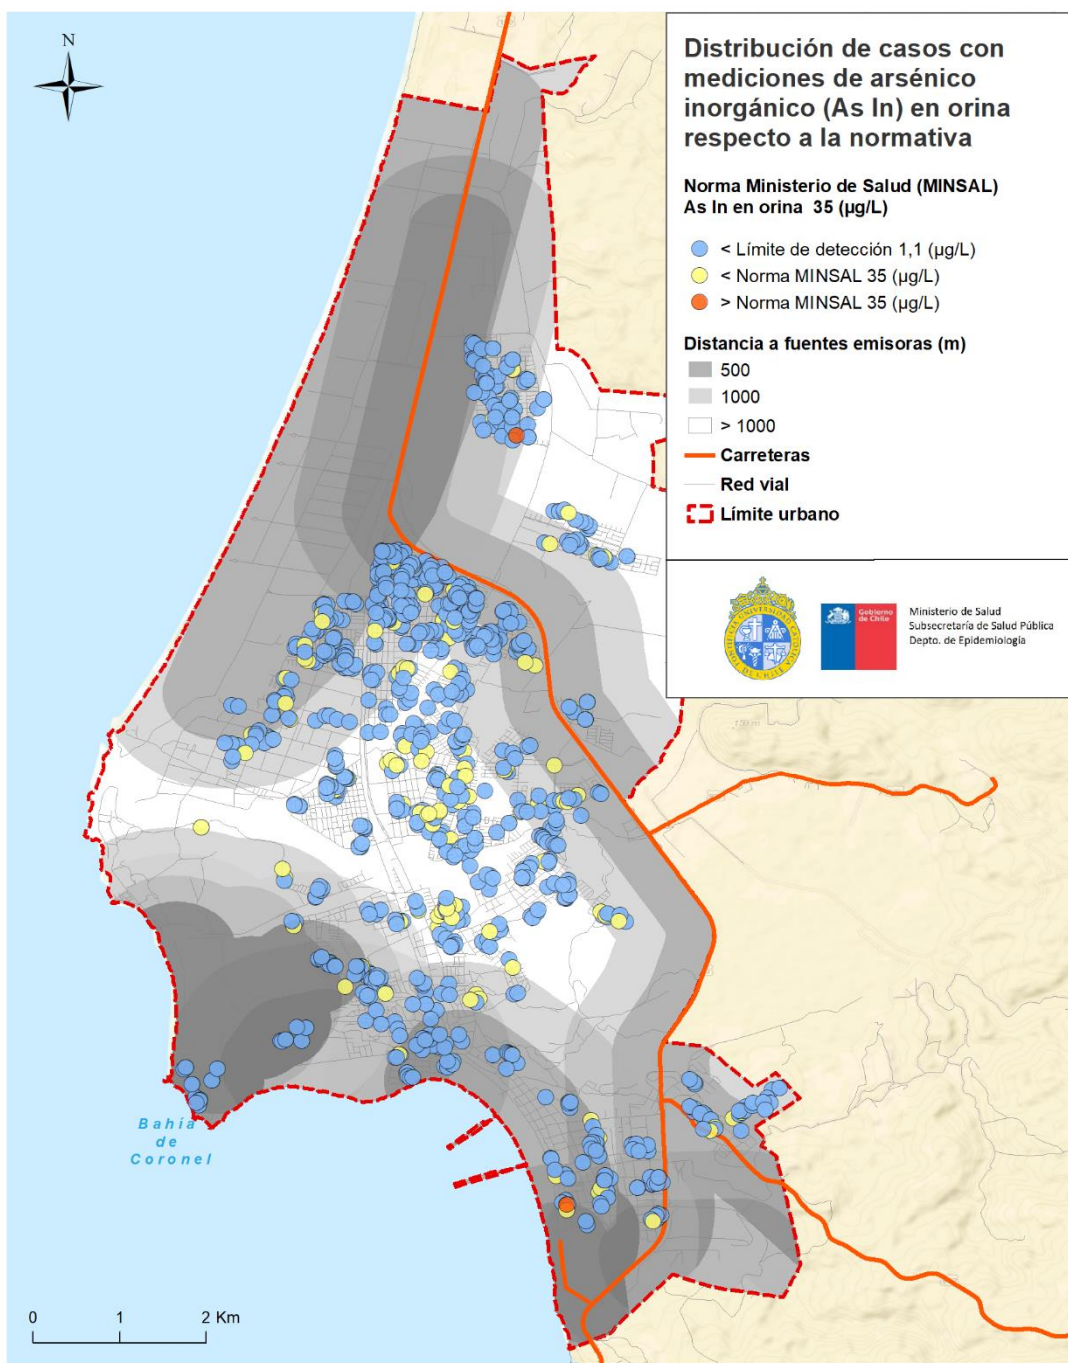 N
Distribución de casos con
mediciones de arsénico
inorgánico (As In) en orina
respecto a la normativa
Norma Ministerio de Salud (MINSAL)
As In en orina 35 (µg/L)
< Límite de detección 1,1 (µg/L)
< Norma MINSAL 35 (µg/L)
> Norma MINSAL 35 (µg/L)
Distancia a fuentes emisoras (m)
500
1000
> 1000
Carreteras
Red vial
Límite urbano
Gobierno
de Chile
Ministerio de Salud
Subsecretaría de Salud Pública
Depto. de Epidemiología
Bahía
de
Coronel
0 1 2 Km